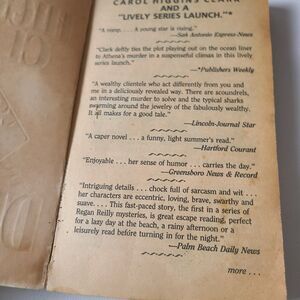 CAROL HIGGINS CLARK
AND A
"LIVELY SERIES LAUNCH."*
"A romp. . . . A young star is rising."
—San Antonio Express-News
"Clark deftly ties the plot playing out on the ocean liner
to Athena's murder in a suspenseful climax in this lively
series launch."
—*Publishers Weekly
"A wealthy clientele who act differently from you and
me in a deliciously revealed way. There are scoundrels,
an interesting murder to solve and the typical sharks
swarming around the jewelry of the fabulously wealthy.
It all makes for a good tale."
—Lincoln-Journal Star
"A caper novel . . . a funny, light summer's read."
—Hartford Courant
"Enjoyable . . . her sense of humor . . . carries the day."
—Greensboro News & Record
"Intriguing details . . . chock full of sarcasm and wit . . .
her characters are eccentric, loving, brave, swarthy and
suave. . . . This fast-paced story, the first in a series of
Regan Reilly mysteries, is great escape reading, perfect
for a lazy day at the beach, a rainy afternoon or a
leisurely read before turning in for the night."
—Palm Beach Daily News
more . . .